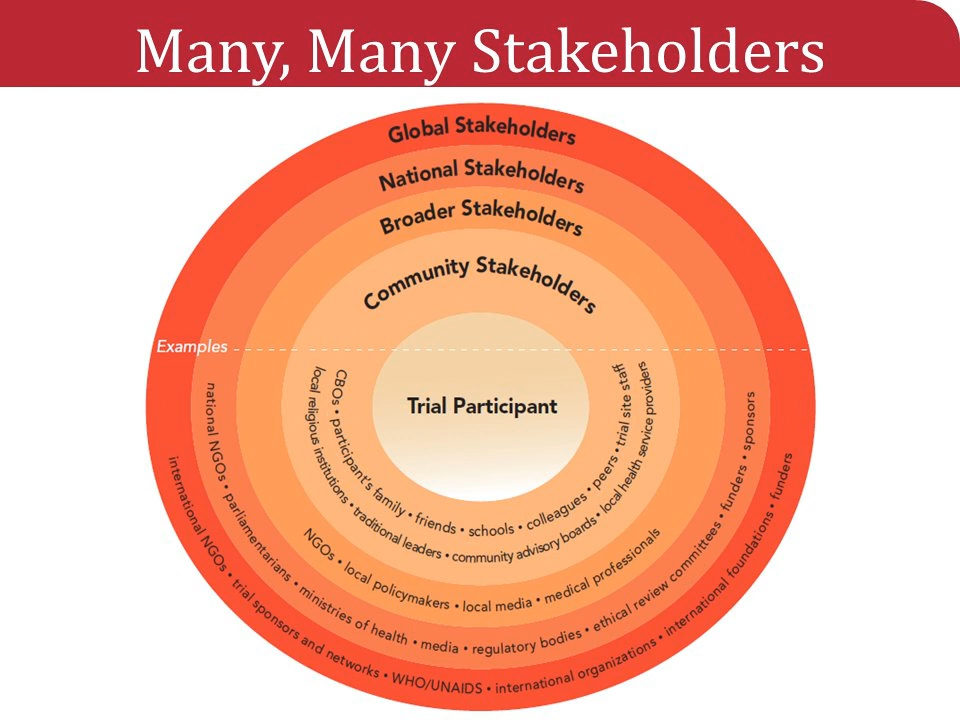 Many, Many Stakeholders
Global Stakeholders
National Stakeholders
Broader Stakeholders
Community Stakeholders
Examples
Trial Participant
CBOs • participant's family • friends • schools • colleagues • peers • trial site staff
local religious institutions • traditional leaders • community advisory boards • local health service providers
NGOs • local policymakers • local media • medical professionals
national NGOs • parliamentarians • ministries of health • media • regulatory bodies • ethical review committees • funders • sponsors
international NGOs • trial sponsors and networks • WHO/UNAIDS • international organizations • international foundations • funders